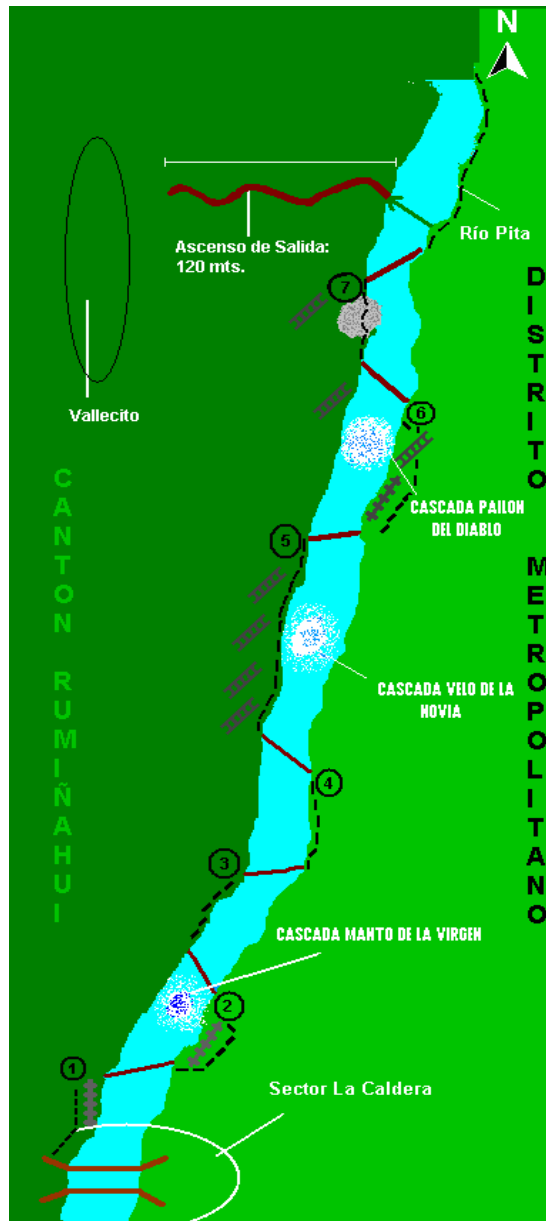 N
Río Pita
Ascenso de Salida:
120 mts.
7
Vallecito
6
CASCADA PAILON
DEL DIABLO
5
CASCADA VELO DE LA
NOVIA
4
3
CASCADA MANTO DE LA VIRGEN
2
1
Sector La Caldera
CANTON RUMIÑAHUI
DISTRITO METROPOLITANO